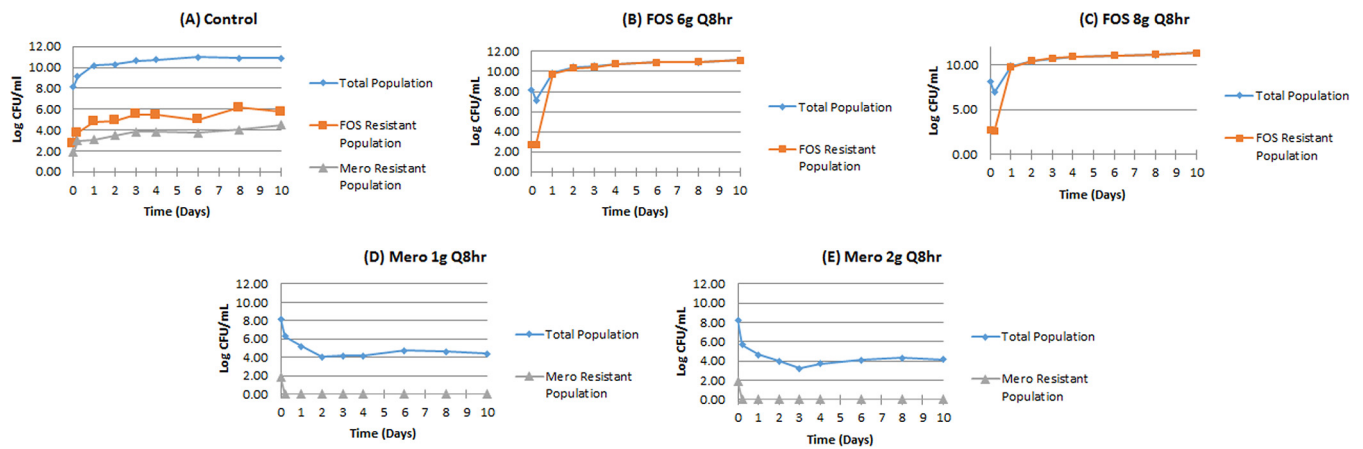 (A) Control
12.00
10.00
8.00
6.00
4.00
2.00
0.00
Log CFU/ml
0 1 2 3 4 5 6 7 8 9 10
Time (Days)
Total Population
FOS Resistant
Population
Mero Resistant
Population
(B) FOS 6g Q8hr
12.00
10.00
8.00
6.00
4.00
2.00
0.00
Log CFU/mL
0 1 2 3 4 5 6 7 8 9 10
Time (Days)
Total Population
FOS Resistant
Population
(C) FOS 8g Q8hr
10.00
5.00
0.00
Log CFU/mL
0 1 2 3 4 5 6 7 8 9 10
Time (Days)
Total Population
FOS Resistant
Population
(D) Mero 1g Q8hr
12.00
10.00
8.00
6.00
4.00
2.00
0.00
Log CFU/mL
0 1 2 3 4 5 6 7 8 9 10
Time (Days)
Total Population
Mero Resistant
Population
(E) Mero 2g Q8hr
12.00
10.00
8.00
6.00
4.00
2.00
0.00
Log CFU/mL
0 1 2 3 4 5 6 7 8 9 10
Time (Days)
Total Population
Mero Resistant
Population